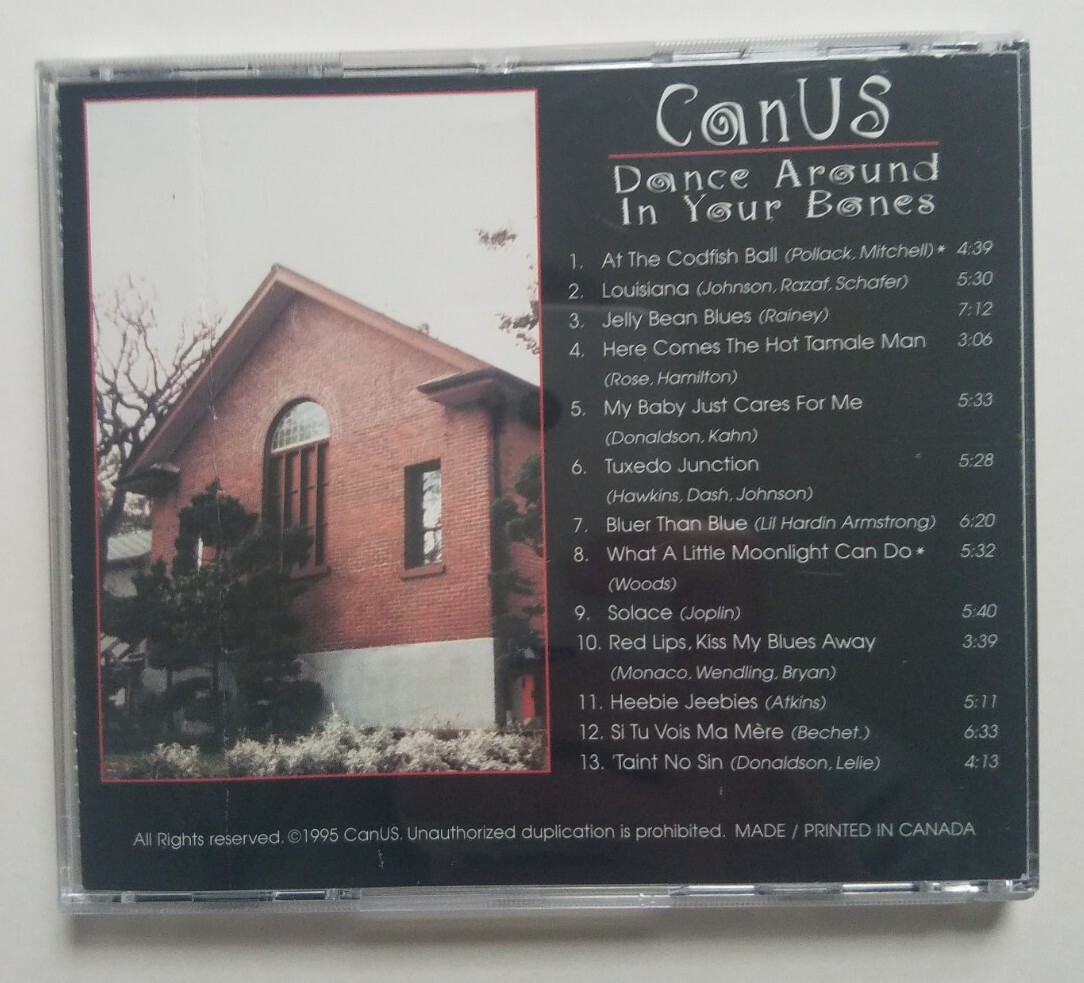 CanUS
Dance Around
In Your Bones
1. At The Codfish Ball (Pollack, Mitchell)* 4:39
2. Louisiana (Johnson, Razaf, Schafer) 5:30
3. Jelly Bean Blues (Rainey) 7:12
4. Here Comes The Hot Tamale Man 3:06
(Rose, Hamilton)
5. My Baby Just Cares For Me 5:33
(Donaldson, Kahn)
6. Tuxedo Junction 5:28
(Hawkins, Dash, Johnson)
7. Bluer Than Blue (Lil Hardin Armstrong) 6:20
8. What A Little Moonlight Can Do* 5:32
(Woods)
9. Solace (Joplin) 5:40
10. Red Lips, Kiss My Blues Away 3:39
(Monaco, Wendling, Bryan)
11. Heebie Jeebies (Atkins) 5:11
12. Si Tu Vois Ma Mère (Bechet.) 6:33
13. 'Taint No Sin (Donaldson, Lelie) 4:13
All Rights reserved, ©1995 CanUS. Unauthorized duplication is prohibited. MADE / PRINTED IN CANADA